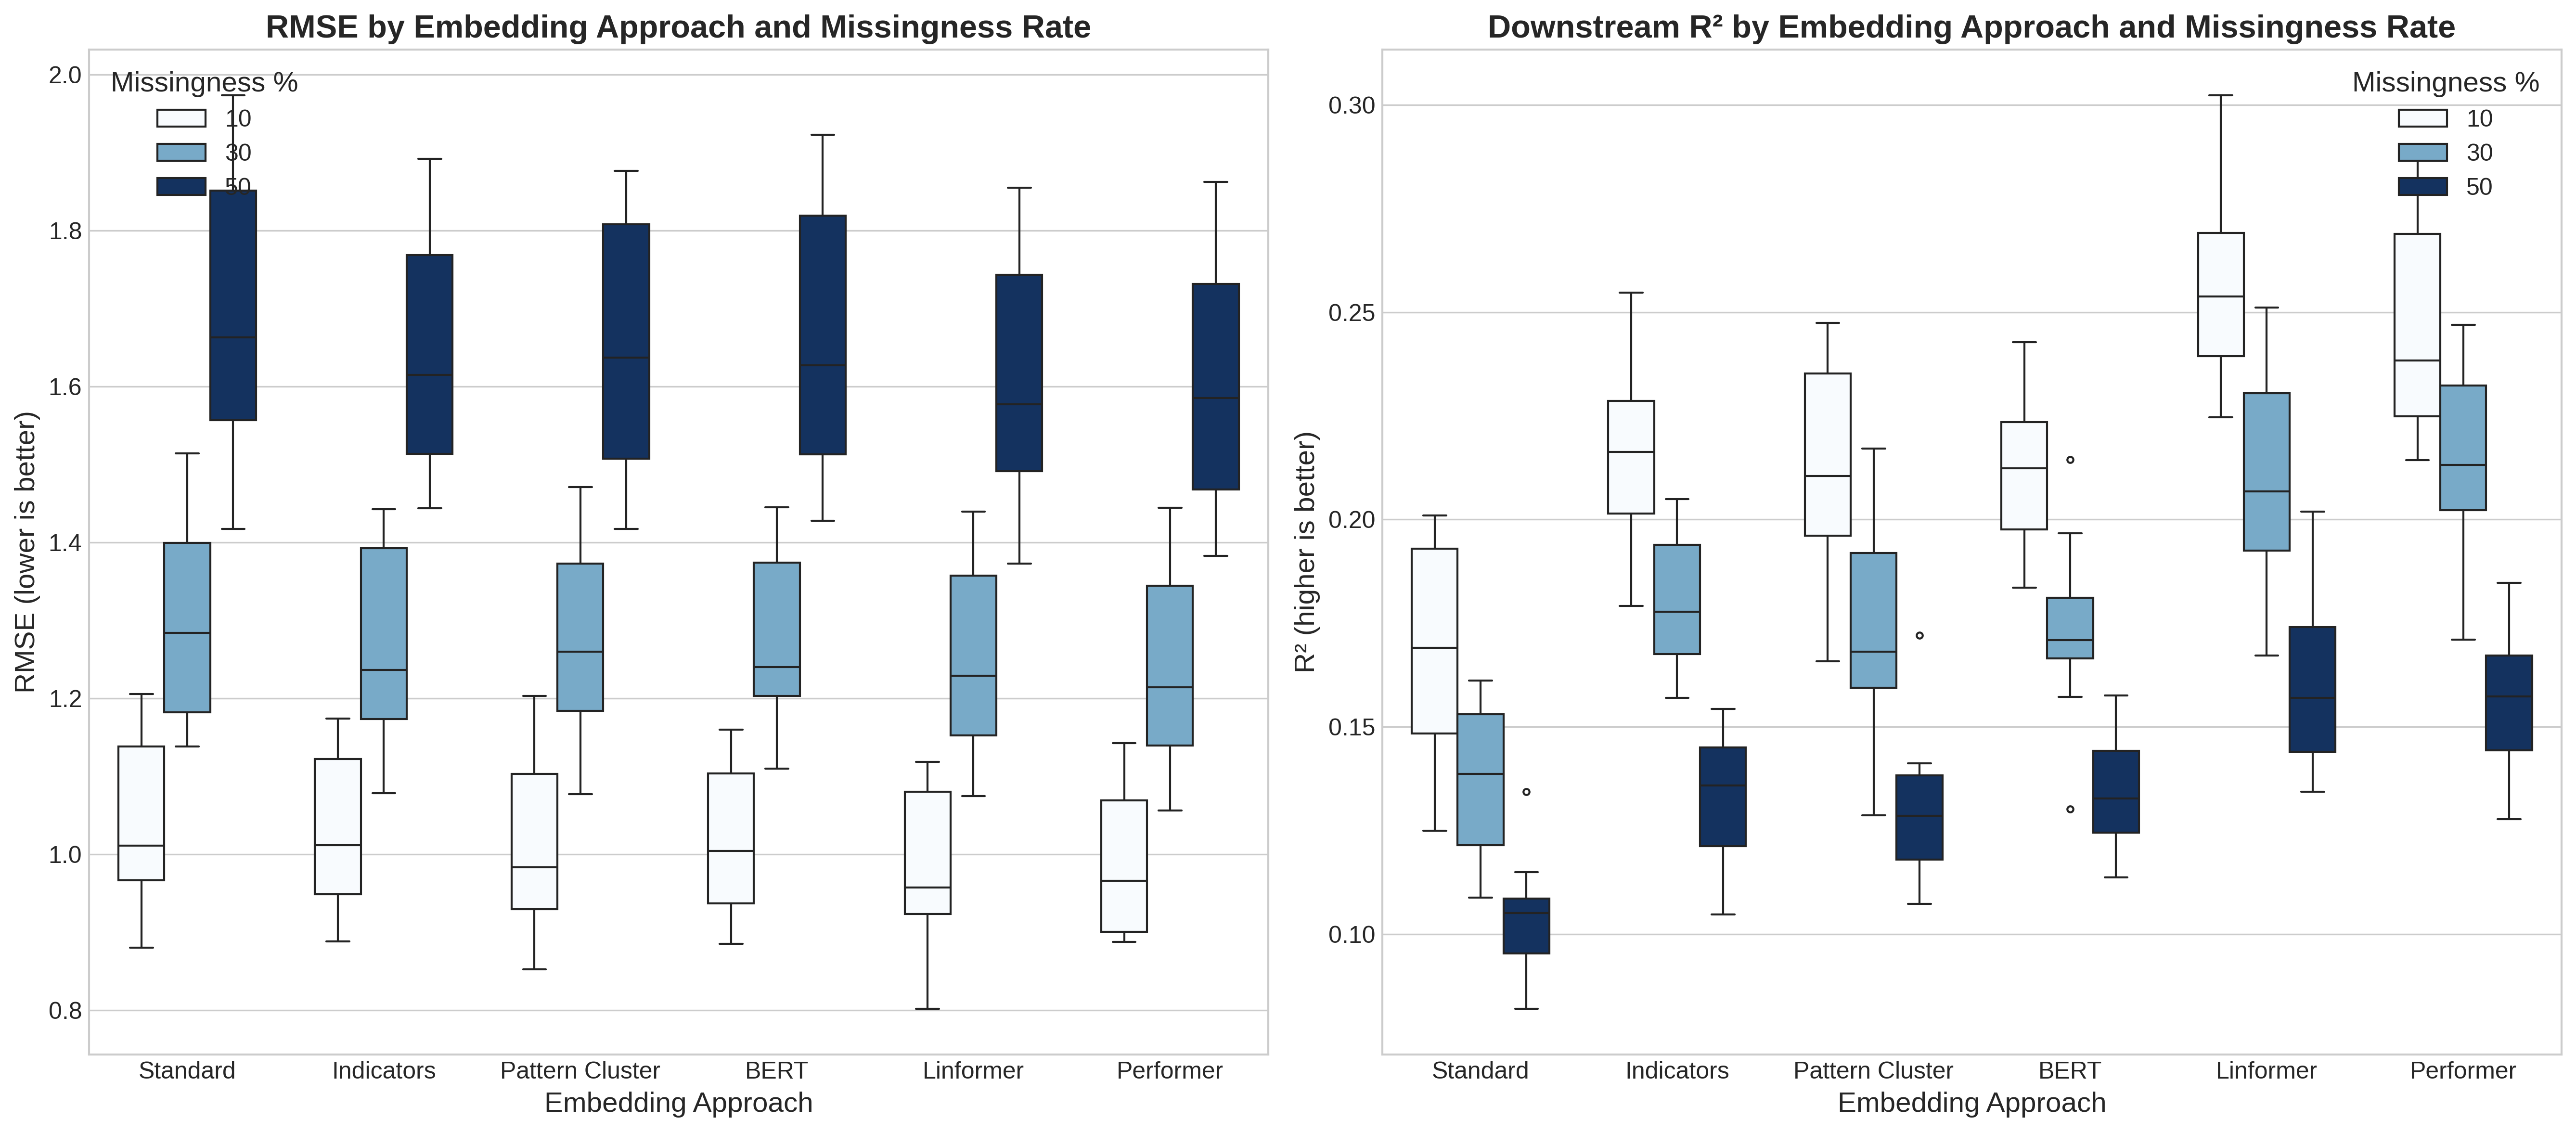 RMSE by Embedding Approach and Missingness Rate
Missingness %
10
30
50
2.0
1.8
1.6
1.4
1.2
1.0
0.8
RMSE (lower is better)
Standard
Indicators
Pattern Cluster
BERT
Linformer
Performer
Embedding Approach
Downstream R² by Embedding Approach and Missingness Rate
Missingness %
10
30
50
0.30
0.25
0.20
0.15
0.10
R² (higher is better)
Standard
Indicators
Pattern Cluster
BERT
Linformer
Performer
Embedding Approach